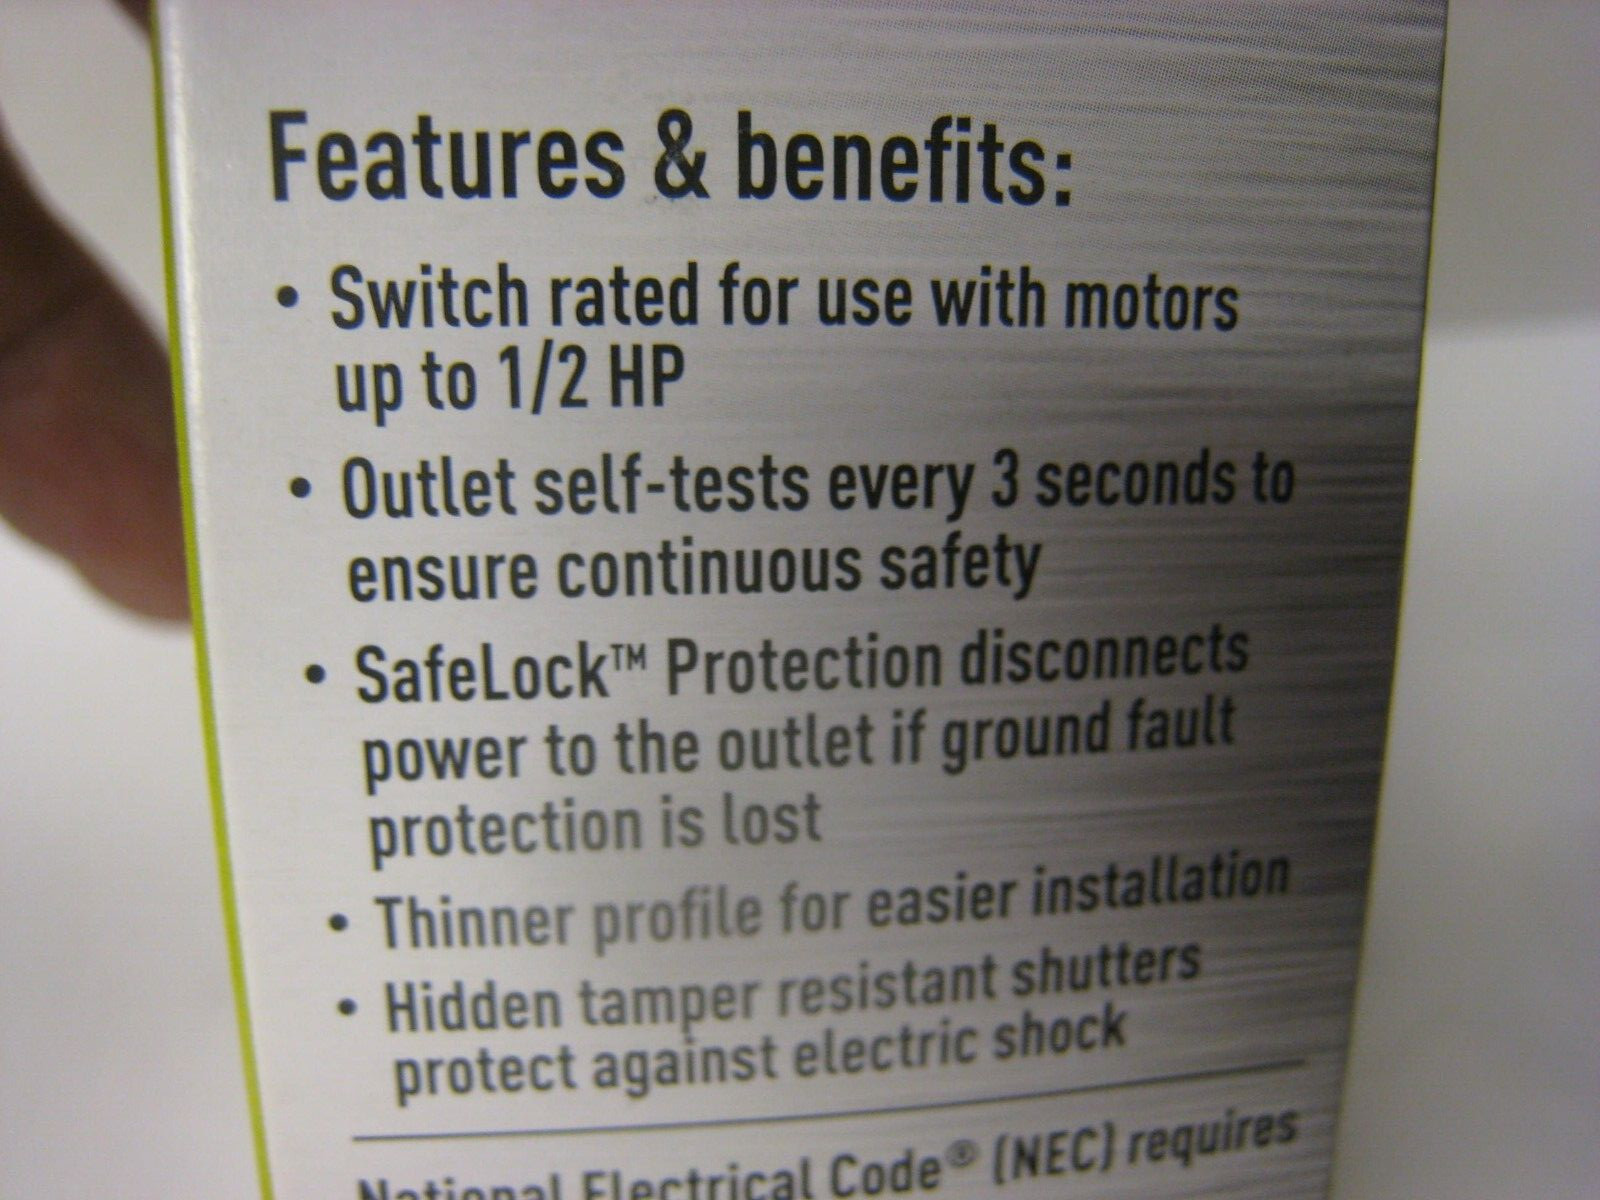 Features & benefits:
• Switch rated for use with motors
up to 1/2 HP
• Outlet self-tests every 3 seconds to
ensure continuous safety
• SafeLock™ Protection disconnects
power to the outlet if ground fault
protection is lost
• Thinner profile for easier installation
• Hidden tamper resistant shutters
protect against electric shock
National Electrical Code® (NEC) requires